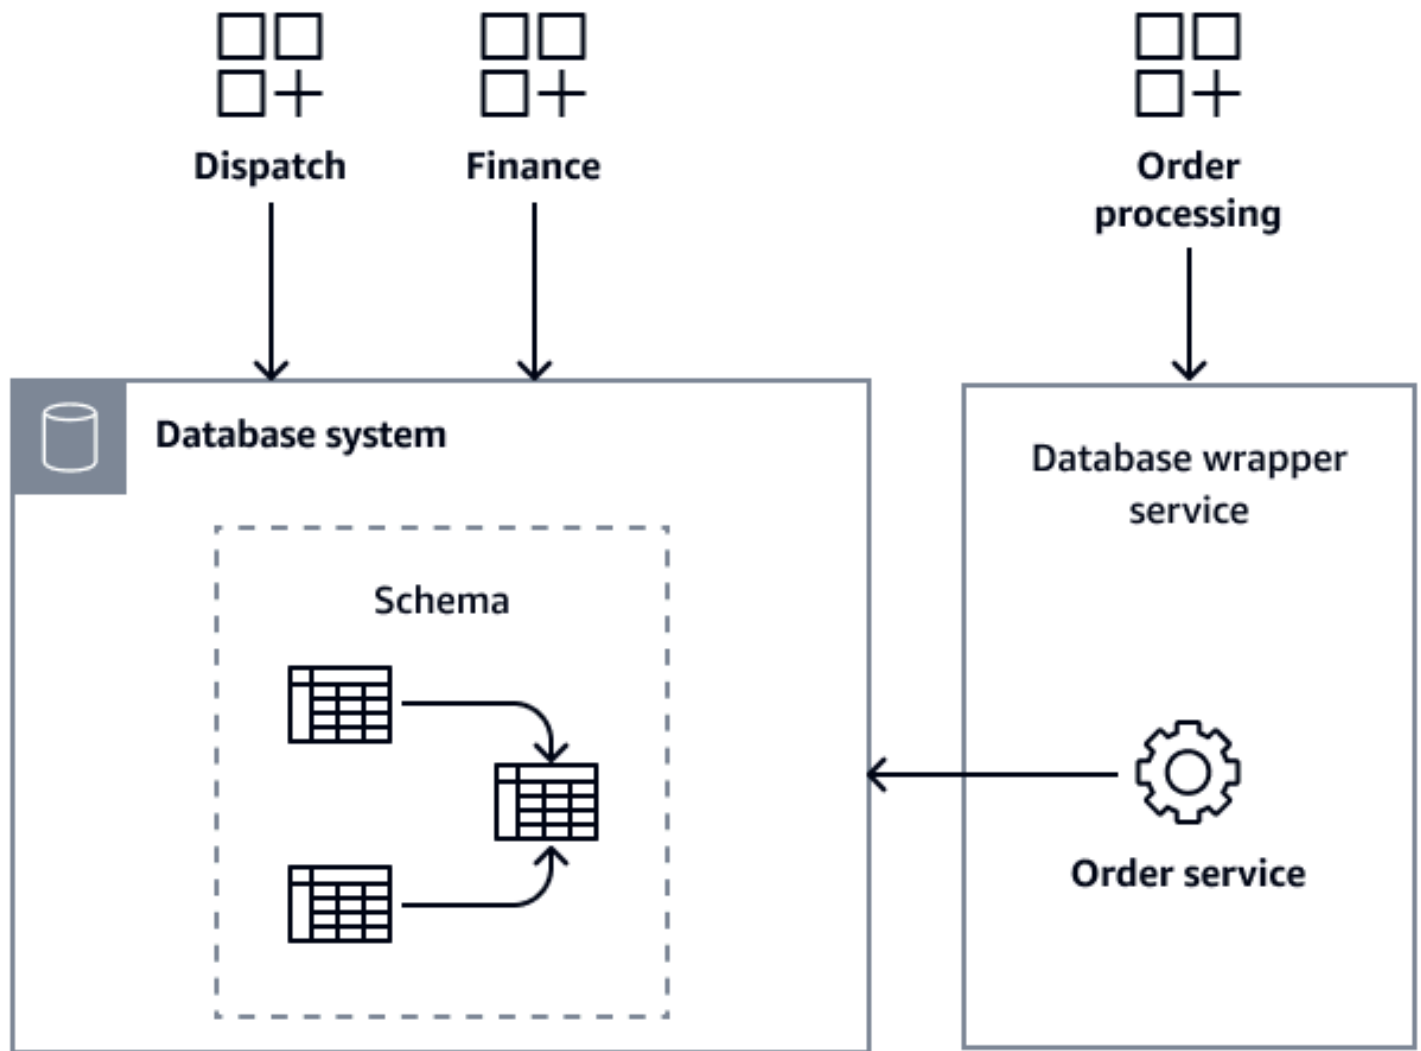 Dispatch
Finance
Order
processing
Database system
Schema
Database wrapper
service
Order service